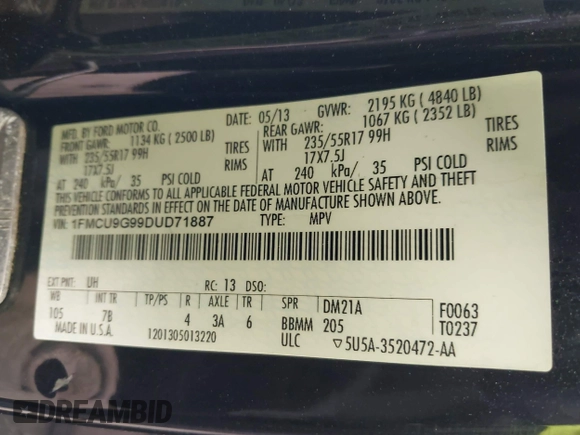 MFD. BY FORD MOTOR CO.
DATE: 05/13 GVWR: 2195 KG ( 4840 LB)
FRONT GAWR: 1134 KG ( 2500 LB) REAR GAWR: 1067 KG ( 2352 LB)
WITH 235/55R17 99H TIRES WITH 235/55R17 99H TIRES
17X7.5J RIMS 17X7.5J RIMS
AT 240 kPa/ 35 PSI COLD AT 240 kPa/ 35 PSI COLD
THIS VEHICLE CONFORMS TO ALL APPLICABLE FEDERAL MOTOR VEHICLE SAFETY AND THEFT
PREVENTION STANDARDS IN EFFECT ON THE DATE OF MANUFACTURE SHOWN ABOVE.
VIN: 1FMCU9G99DUD71887 TYPE: MPV
EXT PNT: UH RC: 13 DSO:
WB INT TR TP/PS R AXLE TR SPR DM21A F0063
105 7B 4 3A 6 BBMM 205 T0237
MADE IN U.S.A. 1201305013220 ULC ▽5U5A-3520472-AA
DREAMBID